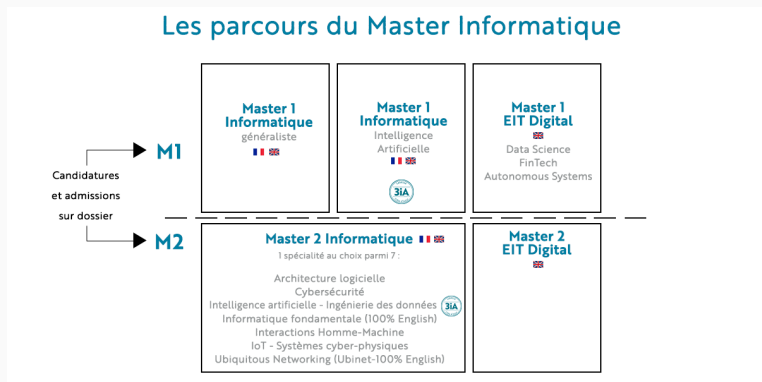 Les parcours du Master Informatique
Master 1
Informatique
généraliste
Master 1
Informatique
Intelligence
Artificielle
3iA
Master 1
EIT Digital
Data Science
FinTech
Autonomous Systems
M1
Candidatures
et admissions
sur dossier
M2
Master 2 Informatique
1 spécialité au choix parmi 7 :
Architecture logicielle
Cybersécurité
Intelligence artificielle - Ingénierie des données
3iA
Informatique fondamentale (100% English)
Interactions Homme-Machine
IoT - Systèmes cyber-physiques
Ubiquitous Networking (Ubinet-100% English)
Master 2
EIT Digital